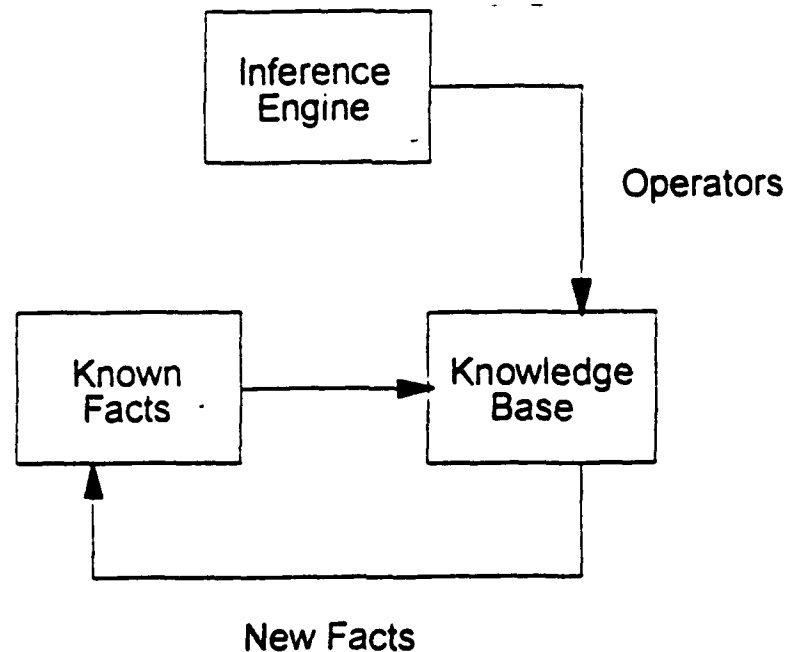 Inference
Engine
Operators
Known
Facts
Knowledge
Base
New Facts